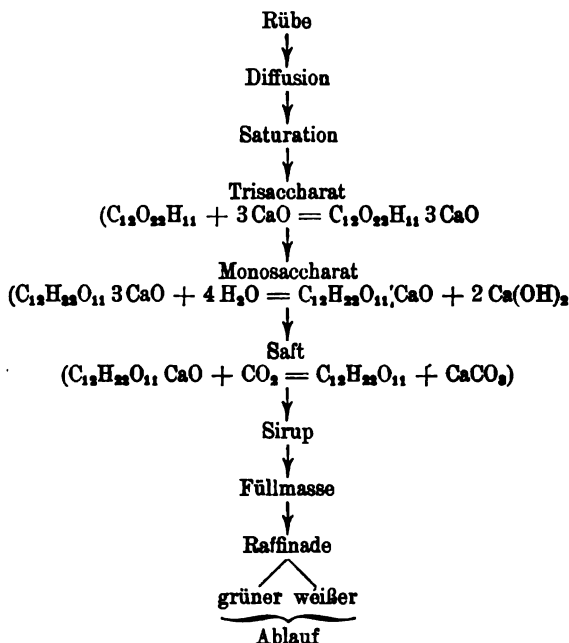 Rübe
Diffusion
Saturation
Trisaccharat
(C₁₂O₂₂H₁₁ + 3 CaO = C₁₂O₂₂H₁₁ 3 CaO
Monosaccharat
(C₁₂H₂₂O₁₁ 3 CaO + 4 H₂O = C₁₂H₂₂O₁₁, CaO + 2 Ca(OH)₂
Saft
(C₁₂H₂₂O₁₁ CaO + CO₂ = C₁₂H₂₂O₁₁ + CaCO₃)
Sirup
Füllmasse
Raffinade
grüner weißer
Ablauf